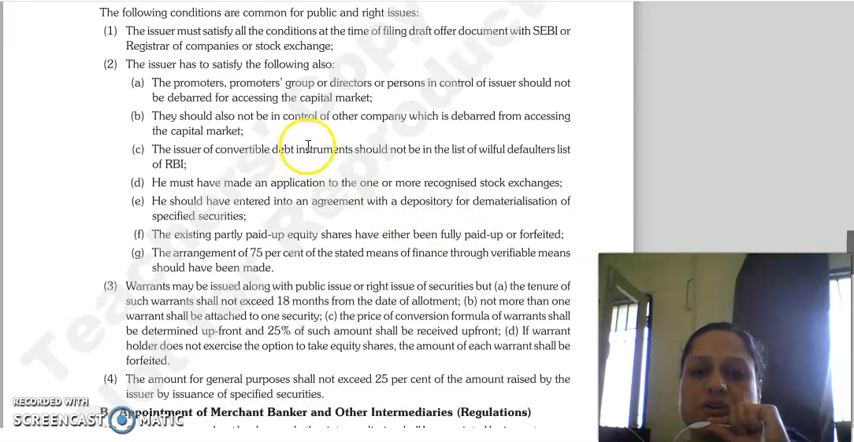 The following conditions are common for public and right issues:
(1) The issuer must satisfy all the conditions at the time of filing draft offer document with SEBI or
Registrar of companies or stock exchange;
(2) The issuer has to satisfy the following also:
(a) The promoters, promoters' group or directors or persons in control of issuer should not
be debarred for accessing the capital market;
(b) They should also not be in control of other company which is debarred from accessing
the capital market;
(c) The issuer of convertible debt instruments should not be in the list of wilful defaulters list
of RBI;
(d) He must have made an application to the one or more recognised stock exchanges;
(e) He should have entered into an agreement with a depository for dematerialisation of
specified securities;
(f) The existing partly paid-up equity shares have either been fully paid-up or forfeited;
(g) The arrangement of 75 per cent of the stated means of finance through verifiable means
should have been made.
(3) Warrants may be issued along with public issue or right issue of securities but (a) the tenure of
such warrants shall not exceed 18 months from the date of allotment; (b) not more than one
warrant shall be attached to one security; (c) the price of conversion formula of warrants shall
be determined up-front and 25% of such amount shall be received upfront; (d) If warrant
holder does not exercise the option to take equity shares, the amount of each warrant shall be
forfeited.
(4) The amount for general purposes shall not exceed 25 per cent of the amount raised by the
issuer by issuance of specified securities.
B. Appointment of Merchant Banker and Other Intermediaries (Regulations)
RECORDED WITH
SCREENCAST MATIC
Teachers' Copy
Reproduc